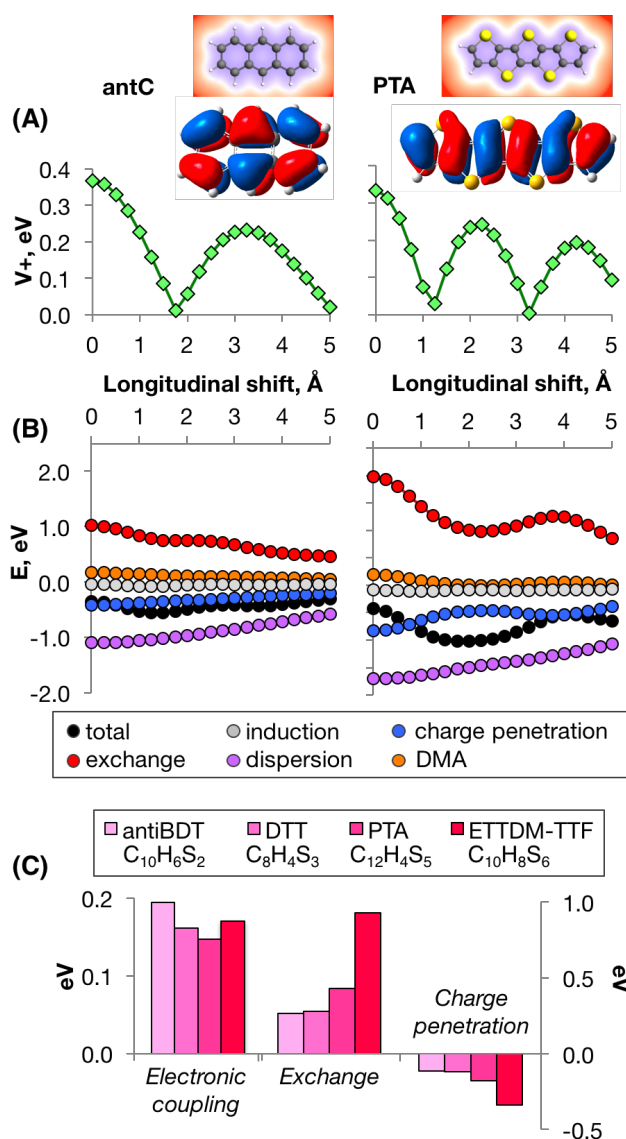 antC
PTA
(A)
0.4
0.3
0.2
0.1
0.0
V+, eV
0 1 2 3 4 5
0 1 2 3 4 5
Longitudinal shift, Å
Longitudinal shift, Å
(B)
0 1 2 3 4 5
0 1 2 3 4 5
2.0
1.0
0.0
-1.0
-2.0
E, eV
total
induction
charge penetration
exchange
dispersion
DMA
antiBDT
C₁₀H₆S₂
DTT
C₈H₄S₃
PTA
C₁₂H₄S₅
ETTDM-TTF
C₁₀H₈S₆
(C)
0.2
0.1
0.0
eV
1.0
0.5
0.0
-0.5
eV
Electronic
coupling
Exchange
Charge
penetration